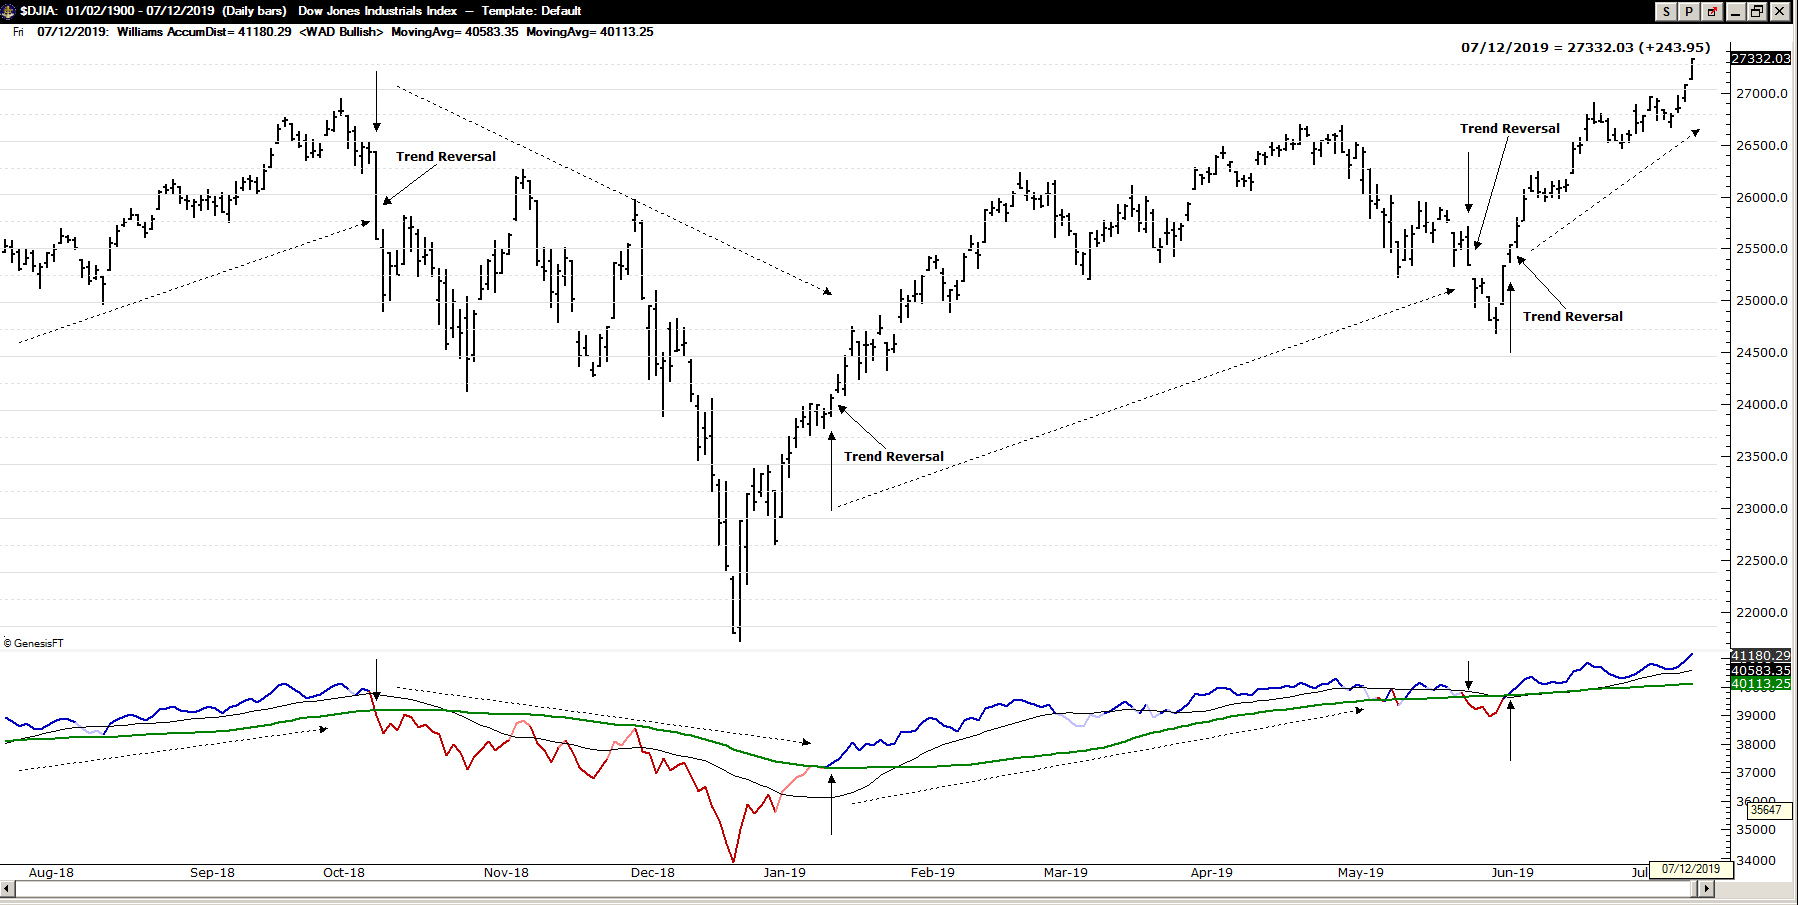 $DJIA: 01/02/1900 - 07/12/2019 (Daily bars) Dow Jones Industrials Index — Template: Default
S P
Fri 07/12/2019: Williams AccumDist= 41180.29 <WAD Bullish> MovingAvg= 40583.35 MovingAvg= 40113.25
07/12/2019 = 27332.03 (+243.95)
27332.03
27000.0
Trend Reversal
26500.0
Trend Reversal
26000.0
25500.0
25000.0
Trend Reversal
24500.0
24000.0
Trend Reversal
23500.0
23000.0
22500.0
22000.0
© GenesisFT
41180.29
40583.35
40113.25
39000
38000
37000
36000
35647
35000
34000
Aug-18 Sep-18 Oct-18 Nov-18 Dec-18 Jan-19 Feb-19 Mar-19 Apr-19 May-19 Jun-19 Jul 07/12/2019